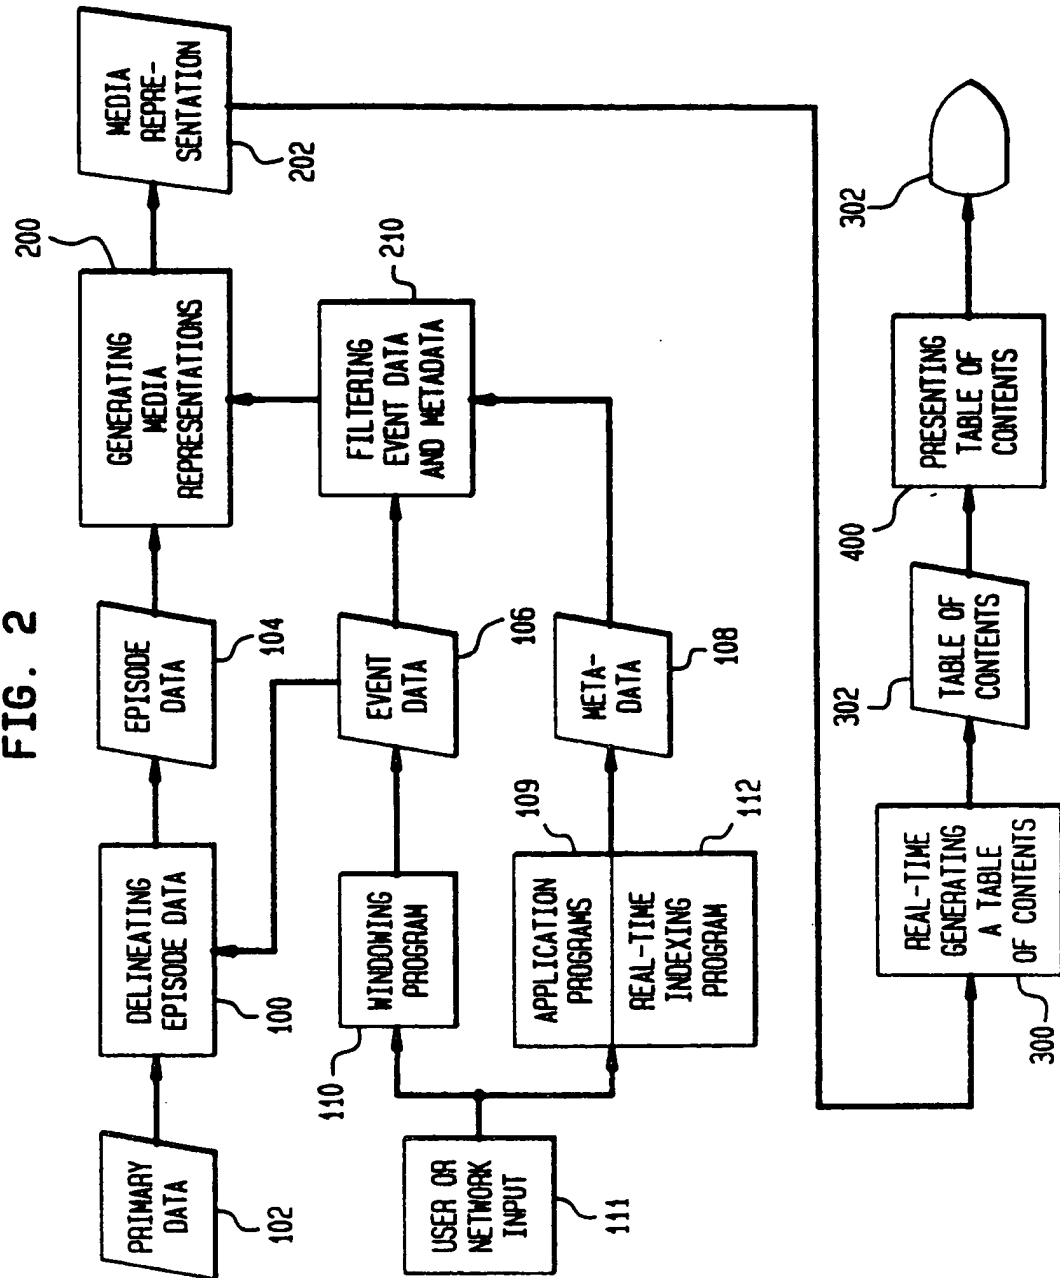 FIG. 2
PRIMARY
DATA
102
DELINEATING
EPISODE DATA
100
EPISODE
DATA
104
GENERATING
MEDIA
REPRESENTATIONS
200
MEDIA
REPRE-
SENTATION
202
USER OR
NETWORK
INPUT
111
WINDOWING
PROGRAM
110
EVENT
DATA
106
FILTERING
EVENT DATA
AND METADATA
210
APPLICATION
PROGRAMS
109
REAL-TIME
INDEXING
PROGRAM
112
META-
DATA
108
REAL-TIME
GENERATING
A TABLE
OF CONTENTS
300
TABLE OF
CONTENTS
302
PRESENTING
TABLE OF
CONTENTS
400
302